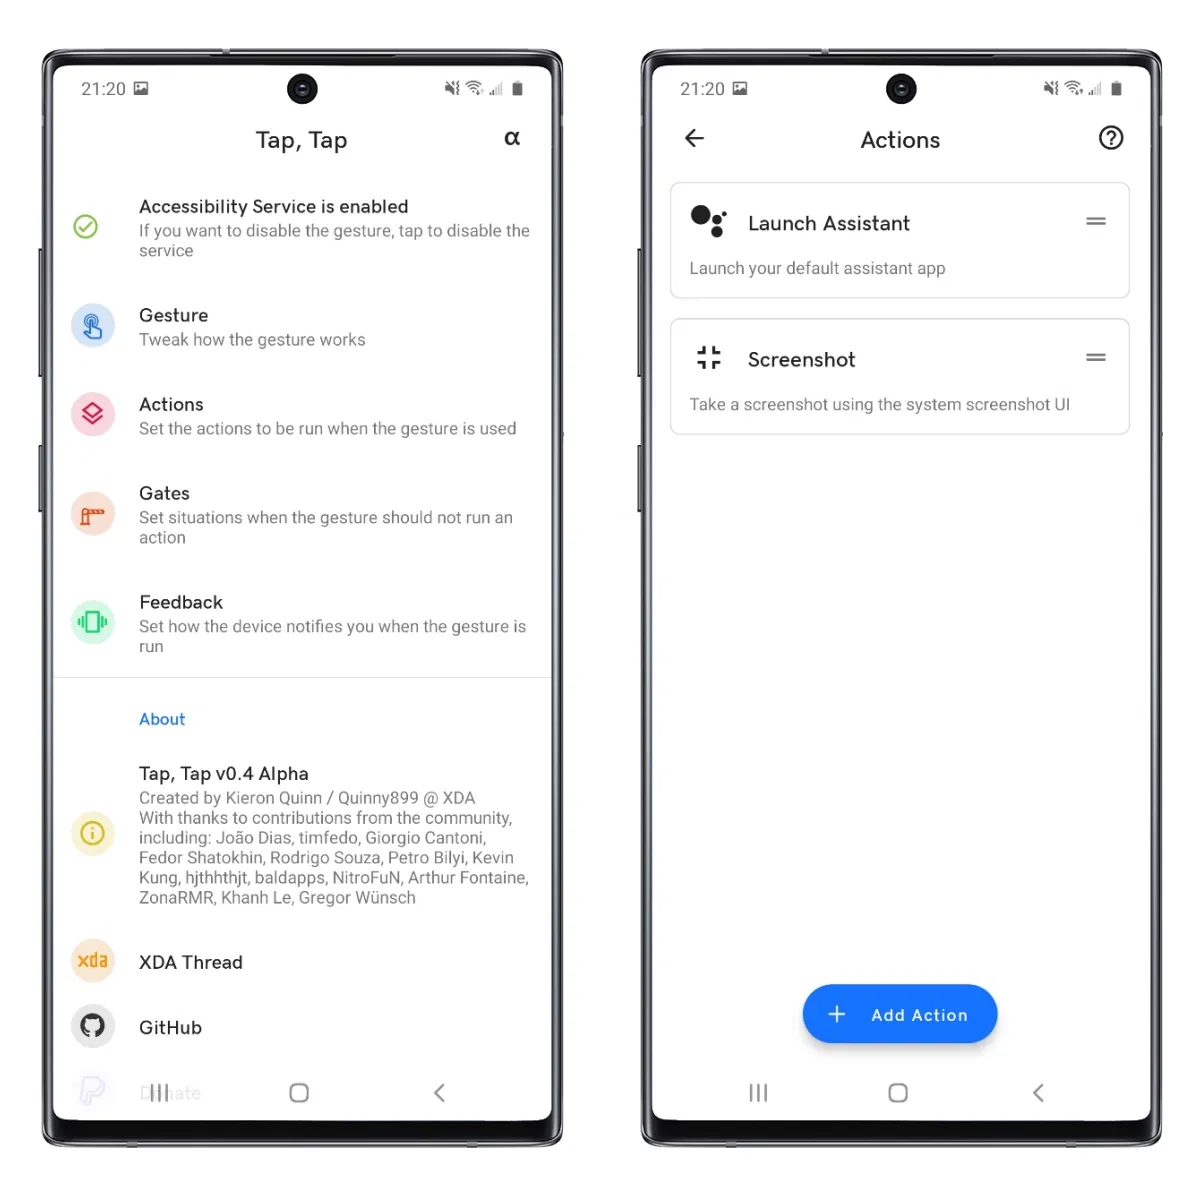 21:20
Tap, Tap
α
Accessibility Service is enabled
If you want to disable the gesture, tap to disable the
service
Gesture
Tweak how the gesture works
Actions
Set the actions to be run when the gesture is used
Gates
Set situations when the gesture should not run an
action
Feedback
Set how the device notifies you when the gesture is
run
About
Tap, Tap v0.4 Alpha
Created by Kieron Quinn / Quinny899 @ XDA
With thanks to contributions from the community,
including: João Dias, timfedo, Giorgio Cantoni,
Fedor Shatokhin, Rodrigo Souza, Petro Bilyi, Kevin
Kung, hjthhthjt, baldapps, NitroFuN, Arthur Fontaine,
ZonaRMR, Khanh Le, Gregor Wünsch
xda
XDA Thread
GitHub
Donate
21:20
Actions
Launch Assistant
Launch your default assistant app
Screenshot
Take a screenshot using the system screenshot UI
Add Action